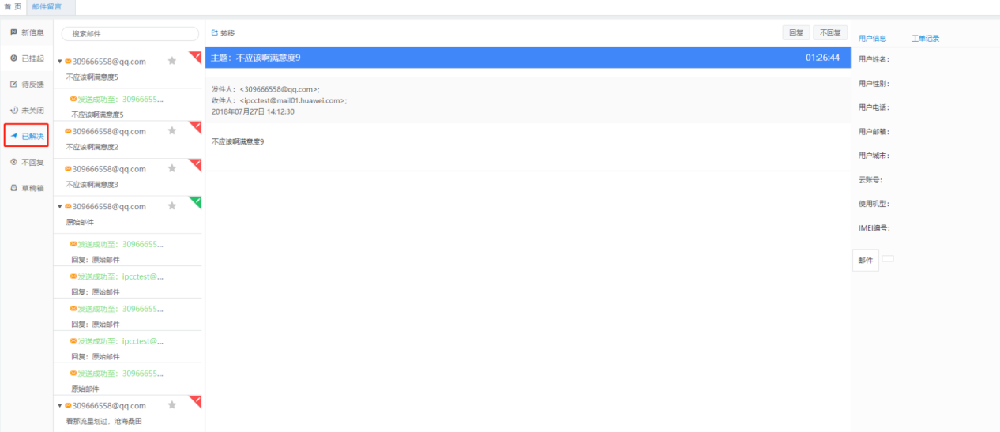 首 页
邮件留言
新信息
已挂起
待反馈
未关闭
已解决
不回复
草稿箱
搜索邮件
309666558@qq.com
不应该啊满意度5
发送成功至：30966655...
不应该啊满意度5
309666558@qq.com
不应该啊满意度2
309666558@qq.com
不应该啊满意度3
309666558@qq.com
原始邮件
发送成功至：30966655...
回复：原始邮件
发送成功至：ipcctest@...
回复：原始邮件
发送成功至：30966655...
回复：原始邮件
发送成功至：ipcctest@...
回复：原始邮件
发送成功至：30966655...
原始邮件
309666558@qq.com
看那流星划过，沧海桑田
转移
回复
不回复
主题：不应该啊满意度9
01:26:44
发件人：<309666558@qq.com>;
收件人：<ipcctest@mail01.huawei.com>;
2018年07月27日 14:12:30
不应该啊满意度9
用户信息
工单记录
用户姓名：
用户性别：
用户电话：
用户邮箱：
用户城市：
云账号：
使用机型：
IMEI编号：
邮件